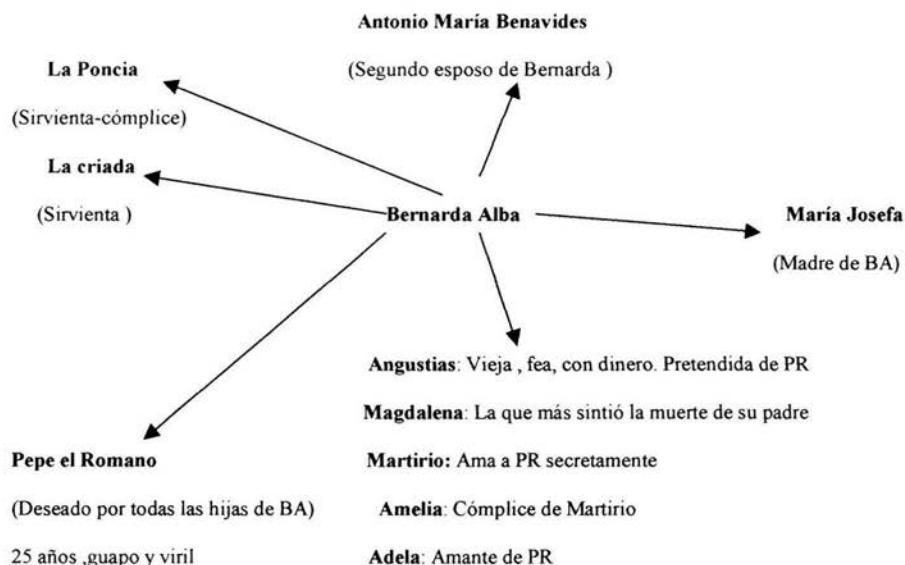 Antonio María Benavides
(Segundo esposo de Bernarda )
La Poncia
(Sirvienta-cómplice)
La criada
(Sirvienta )
Bernarda Alba
María Josefa
(Madre de BA)
Angustias: Vieja , fea, con dinero. Pretendida de PR
Magdalena: La que más sintió la muerte de su padre
Martirio: Ama a PR secretamente
Amelia: Cómplice de Martirio
Adela: Amante de PR
Pepe el Romano
(Deseado por todas las hijas de BA)
25 años ,guapo y viril